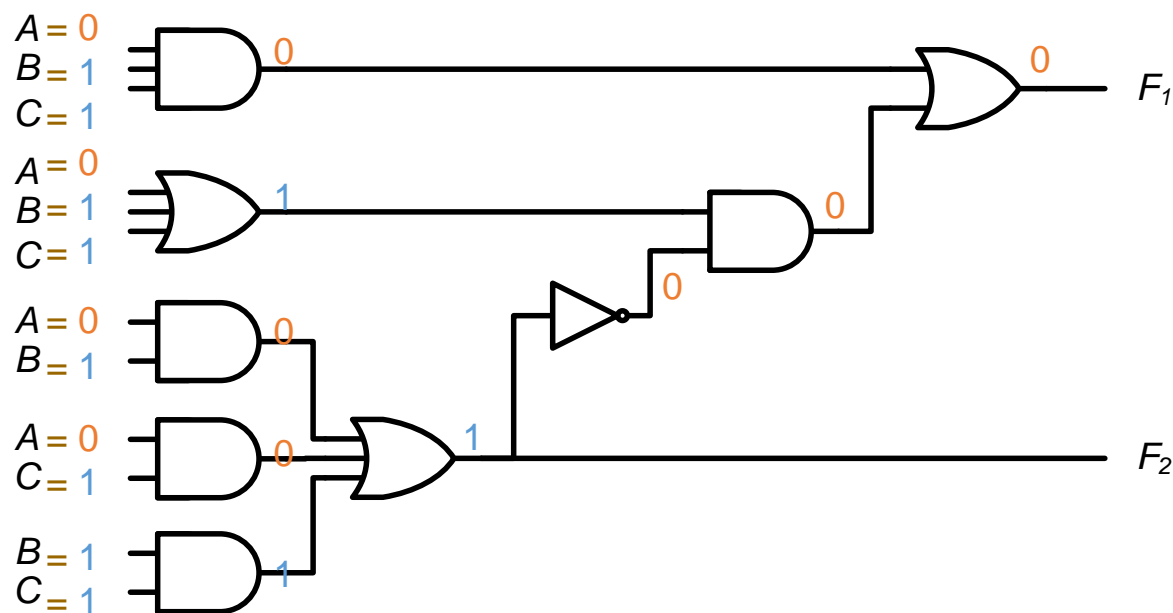 A = 0
B = 1
C = 1
0
0
F1
A = 0
B = 1
C = 1
1
0
0
A = 0
B = 1
0
A = 0
C = 1
0
1
F2
B = 1
C = 1
1